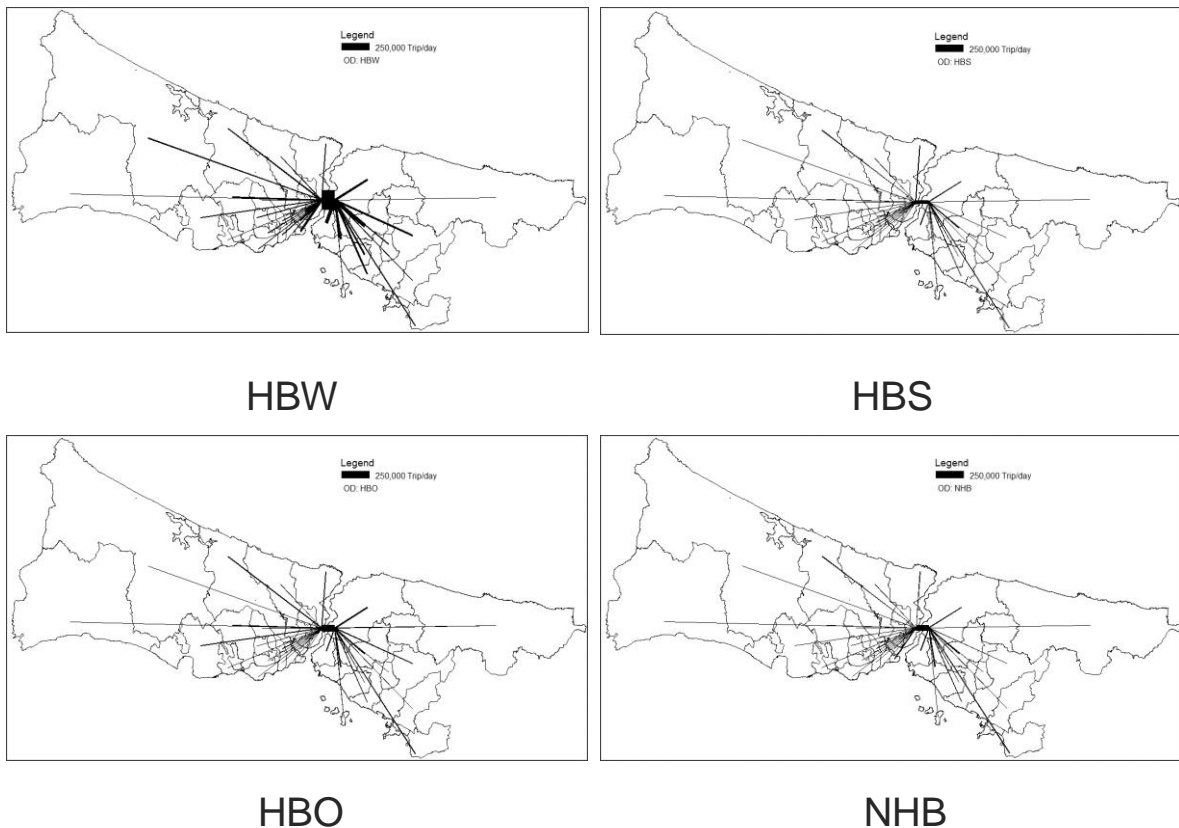 Legend
250,000 Trip/day
OD: HBW
Legend
250,000 Trip/day
OD: HBS
HBW
HBS
Legend
250,000 Trip/day
OD: HBO
Legend
250,000 Trip/day
OD: NHB
HBO
NHB